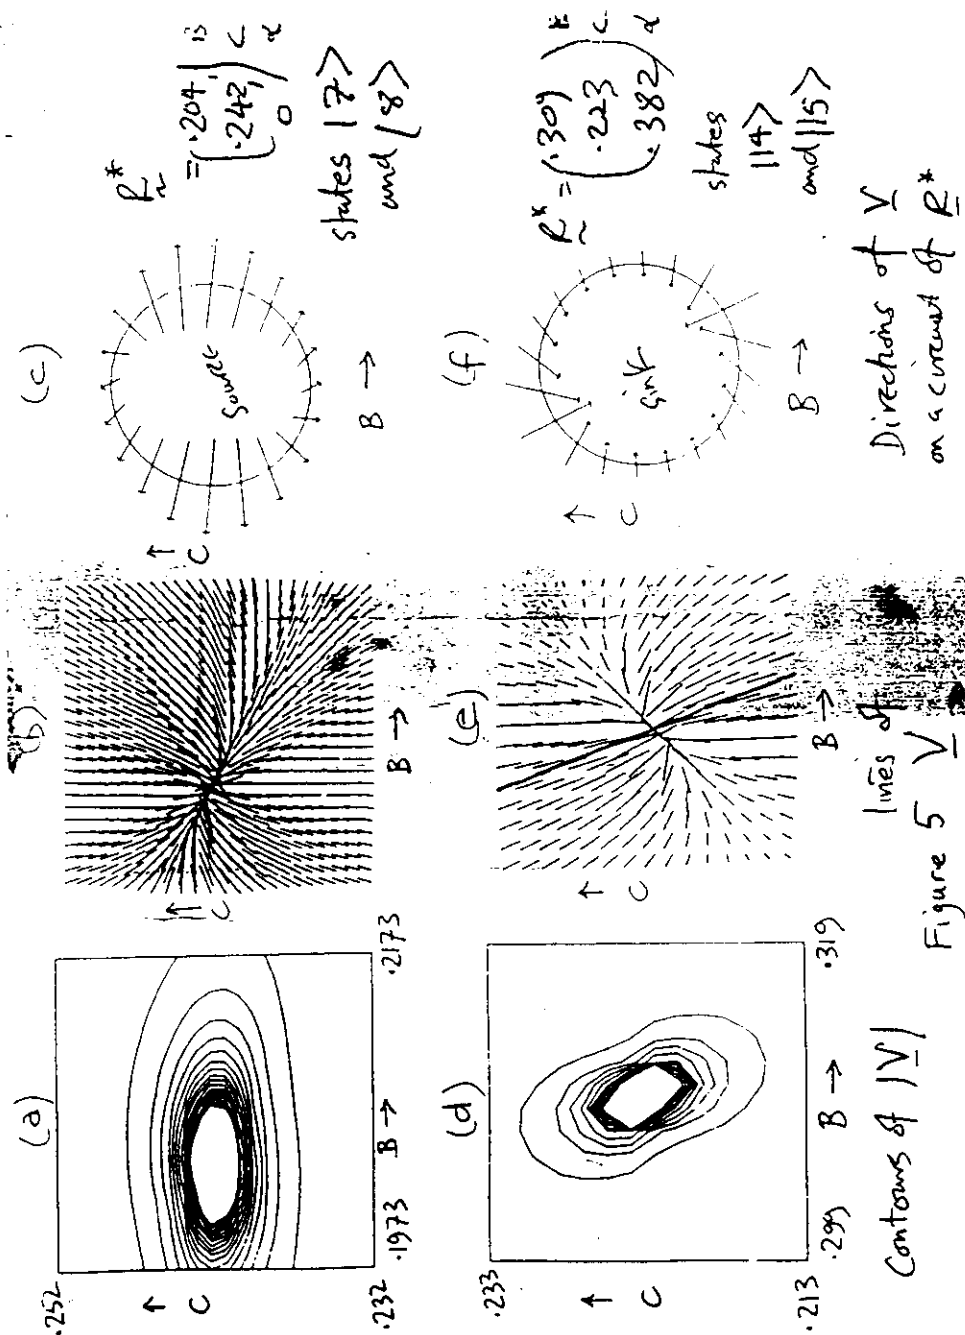 (a)
.252
↑
C
.232
.1973 B → .2173
(b)
↑
C
B →
(c)
source
↑
C
B →
R*
= ( .204
.242
0 ) B
C
α
states |7>
and |8>
(d)
.233
↑
C
.213
.299 B → .319
(e)
↑
C
B →
(f)
sink
↑
C
B →
R* = ( .309
.223
.382 ) B
C
α
states
|14>
and |15>
Contours of |V|
lines of
V
Directions of V
on a circuit of R*
Figure 5